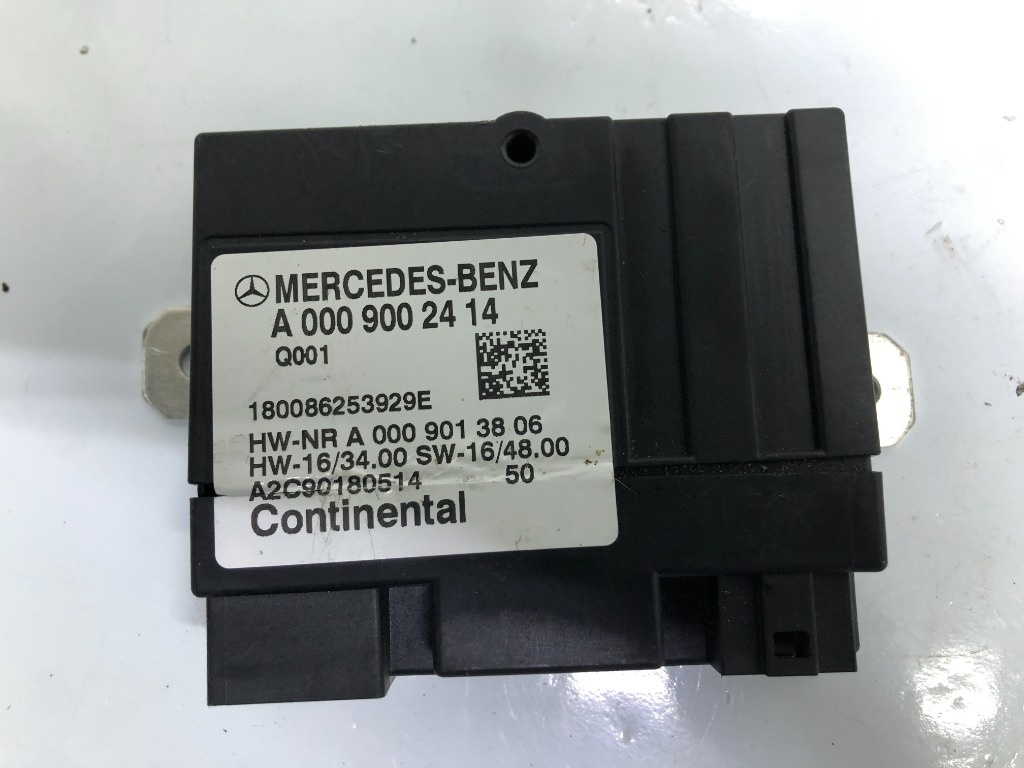 MERCEDES-BENZ
A 000 900 24 14
Q001
180086253929E
HW-NR A 000 901 38 06
HW-16/34.00 SW-16/48.00
A2C90180514 50
Continental